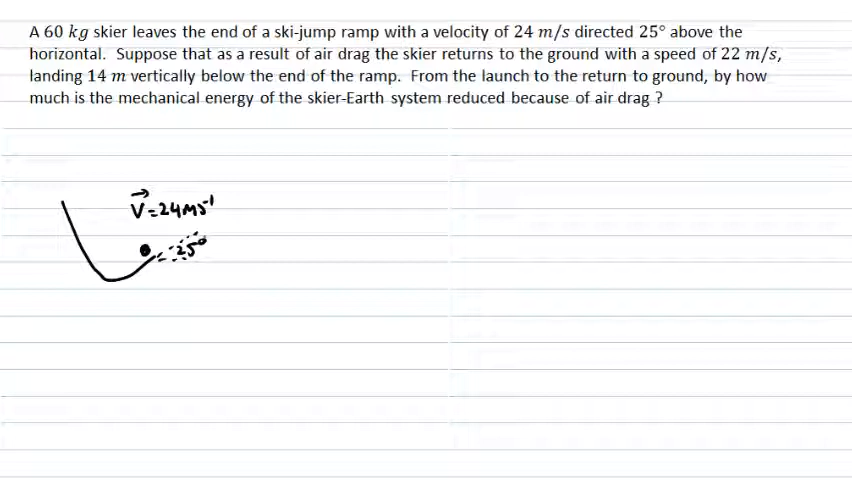 A 60 kg skier leaves the end of a ski-jump ramp with a velocity of 24 m/s directed 25° above the
horizontal. Suppose that as a result of air drag the skier returns to the ground with a speed of 22 m/s,
landing 14 m vertically below the end of the ramp. From the launch to the return to ground, by how
much is the mechanical energy of the skier-Earth system reduced because of air drag ?
V⃗=24ms⁻¹
25°